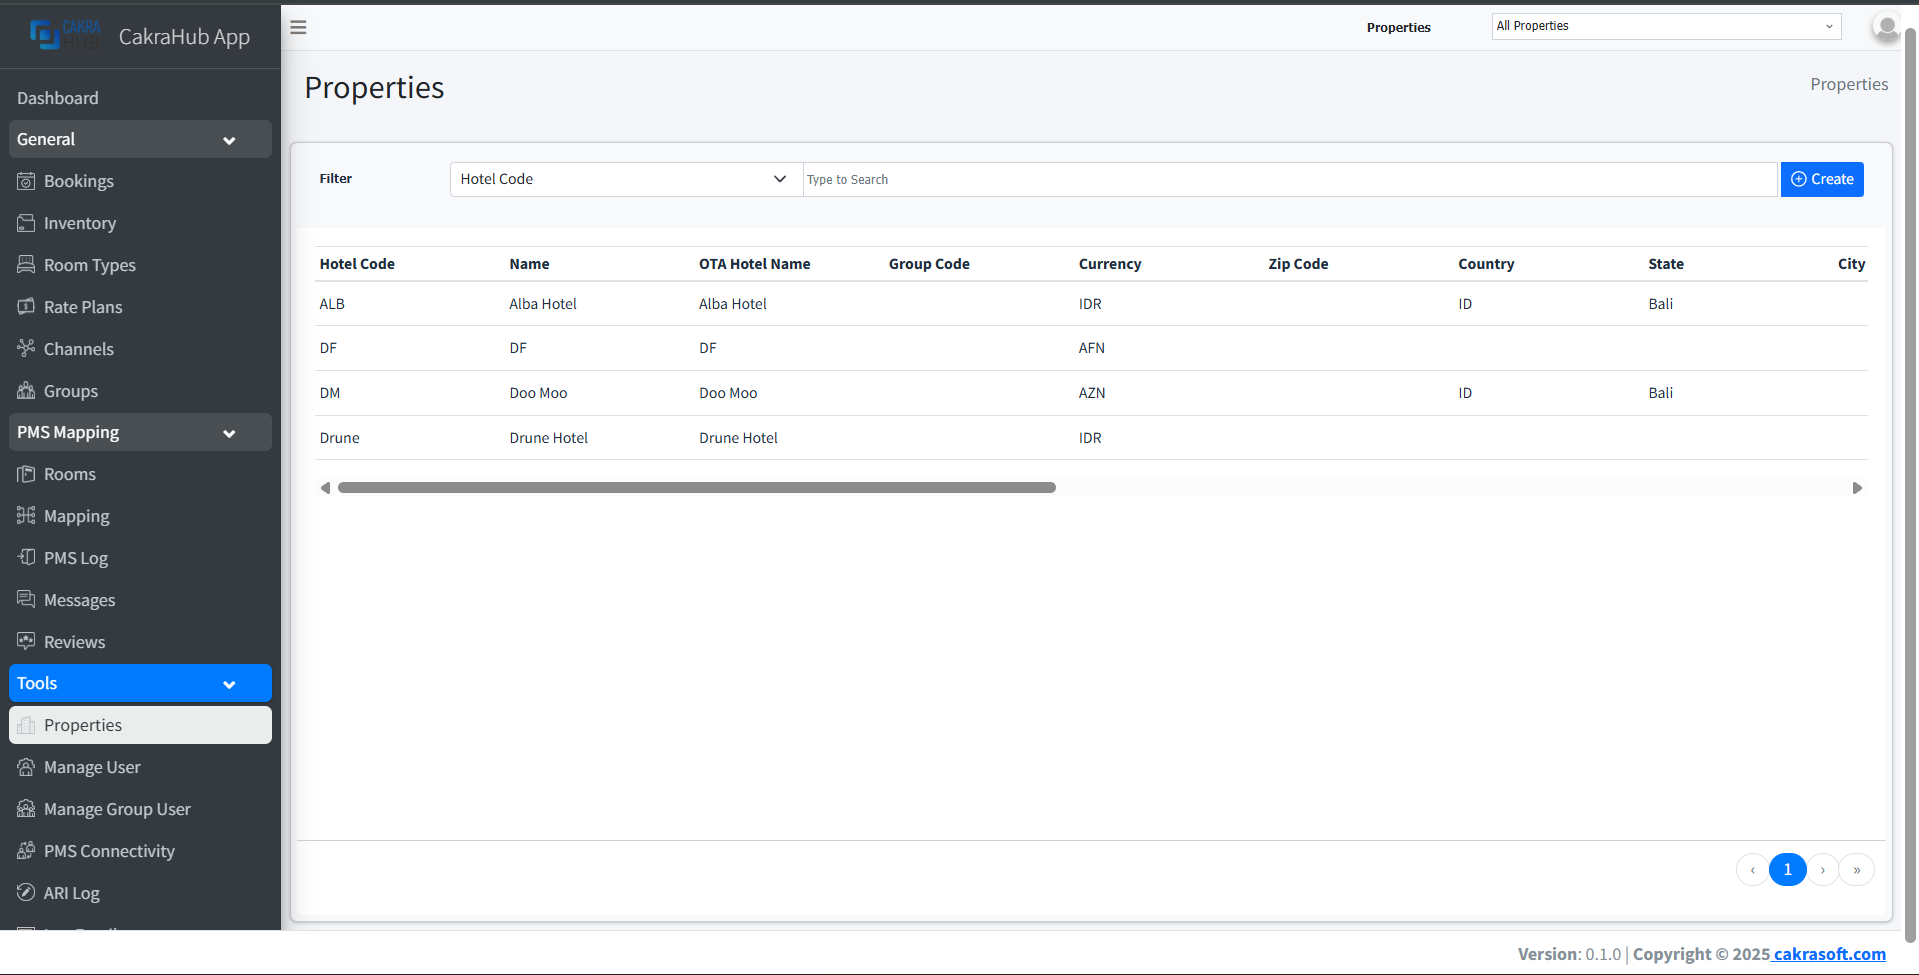 CAKRA
HUB
CakraHub App
Properties
All Properties
Dashboard
General
Bookings
Inventory
Room Types
Rate Plans
Channels
Groups
PMS Mapping
Rooms
Mapping
PMS Log
Messages
Reviews
Tools
Properties
Manage User
Manage Group User
PMS Connectivity
ARI Log
Properties
Properties
Filter
Hotel Code
Type to Search
Create
Hotel Code Name OTA Hotel Name Group Code Currency Zip Code Country State City
ALB Alba Hotel Alba Hotel IDR ID Bali
DF DF DF AFN
DM Doo Moo Doo Moo AZN ID Bali
Drune Drune Hotel Drune Hotel IDR
‹ 1 › »
Version: 0.1.0 | Copyright © 2025 cakrasoft.com